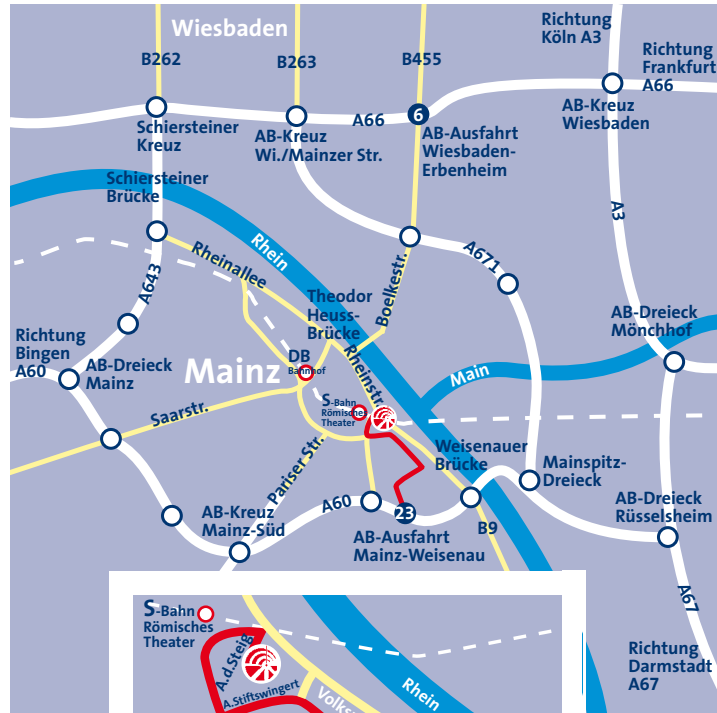 Wiesbaden
Richtung
Köln A3
B262
B263
B455
Richtung
Frankfurt
A66
Schiersteiner
Kreuz
AB-Kreuz
Wi./Mainzer Str.
A66
6
AB-Ausfahrt
Wiesbaden-
Erbenheim
AB-Kreuz
Wiesbaden
Schiersteiner
Brücke
A3
Rhein
Rheinallee
A643
Boelkestr.
A671
Theodor
Heuss-
Brücke
AB-Dreieck
Mönchhof
Richtung
Bingen
A60
AB-Dreieck
Mainz
Mainz
DB
Bahnhof
Rheinstr.
Main
S-Bahn
Römisches
Theater
Saarstr.
Pariser Str.
Weisenauer
Brücke
Mainspitz-
Dreieck
AB-Kreuz
Mainz-Süd
A60
23
AB-Ausfahrt
Mainz-Weisenau
B9
AB-Dreieck
Rüsselsheim
A67
Richtung
Darmstadt
A67
S-Bahn
Römisches
Theater
A.d.Steig
A.Stiftswingert
Rhein